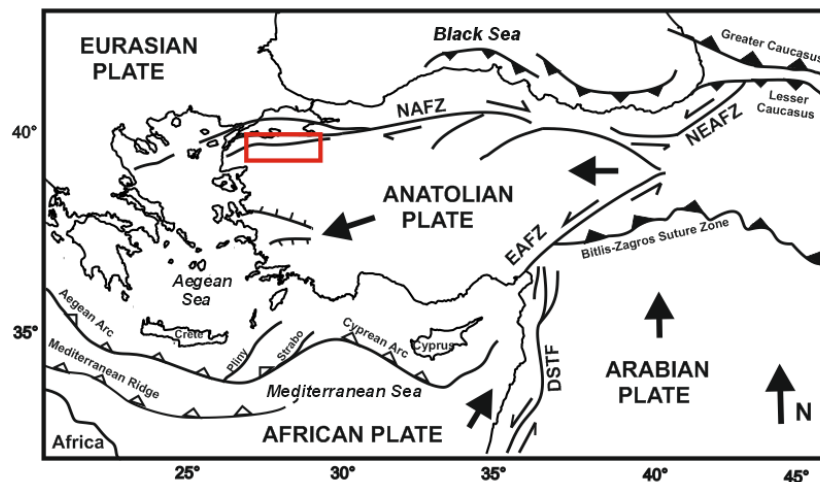 EURASIAN
PLATE
Black Sea
Greater Caucasus
Lesser
Caucasus
NAFZ
NEAFZ
40°
ANATOLIAN
PLATE
EAFZ
Bitlis-Zagros Suture Zone
Aegean
Sea
Aegean Arc
Crete
Pliny
Strabo
Cyprean Arc
Cyprus
35°
DSTF
ARABIAN
PLATE
Mediterranean Ridge
Mediterranean Sea
N
Africa
AFRICAN PLATE
25°
30°
35°
40°
45°